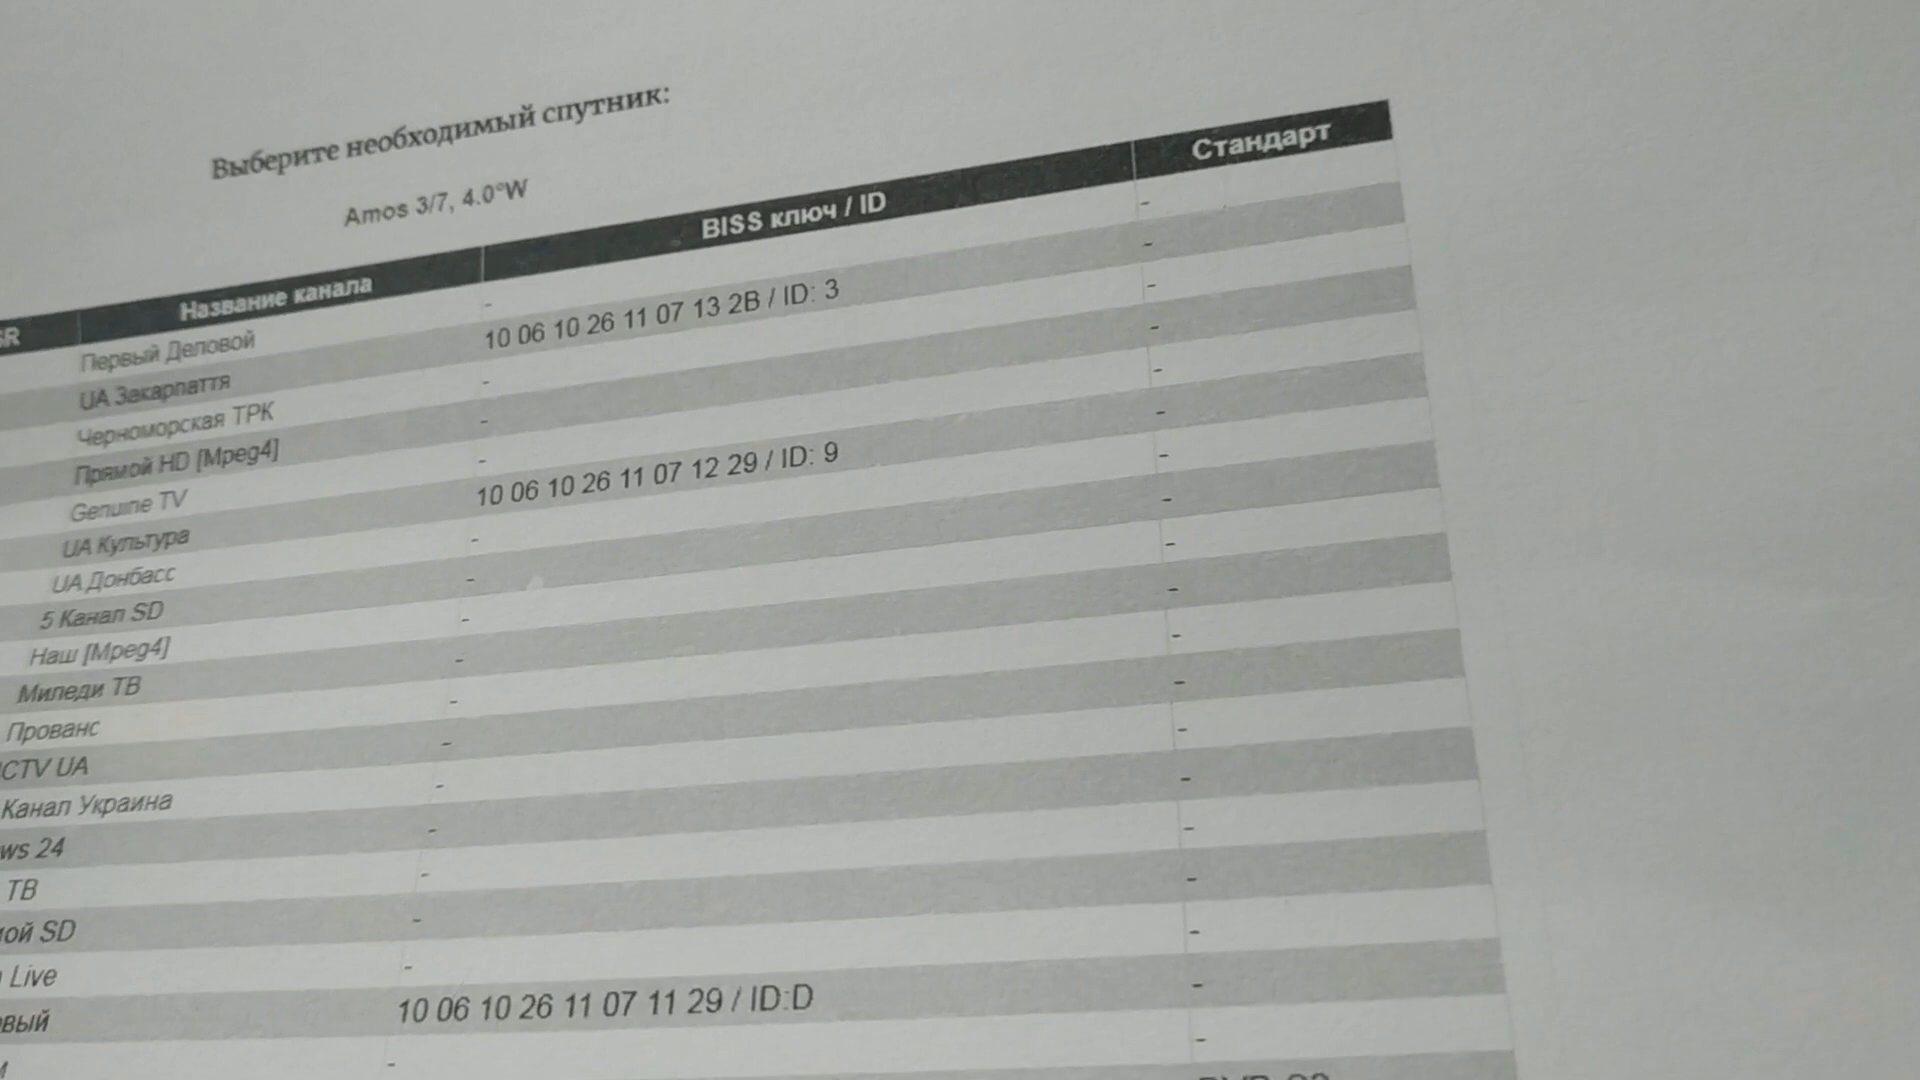 Выберите необходимый спутник:
Amos 3/7, 4.0°W
SR Название канала BISS ключ / ID Стандарт
Первый Деловой - -
UA Закарпаття 10 06 10 26 11 07 13 2B / ID: 3 -
Черноморская ТРК - -
Прямой HD [Mpeg4] - -
Genuine TV - -
UA Культура 10 06 10 26 11 07 12 29 / ID: 9 -
UA Донбасс - -
5 Канал SD - -
Наш [Mpeg4] - -
Миледи ТВ - -
Прованс - -
ICTV UA - -
Канал Украина - -
ws 24 - -
ТВ - -
мой SD - -
Live - -
вый 10 06 10 26 11 07 11 29 / ID:D -
- -